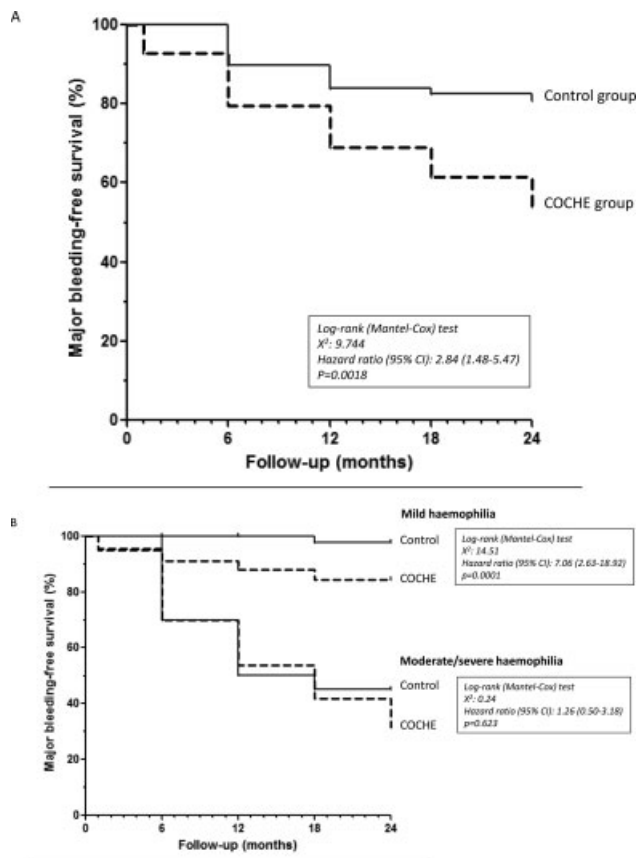 A
Major bleeding-free survival (%)
100
80
60
40
20
0
Control group
COCHE group
Log-rank (Mantel-Cox) test
X²: 9.744
Hazard ratio (95% CI): 2.84 (1.48-5.47)
P=0.0018
0 6 12 18 24
Follow-up (months)
B
Major bleeding-free survival (%)
100
80
60
40
20
0
Mild haemophilia
Control
COCHE
Log-rank (Mantel-Cox) test
X²: 14.51
Hazard ratio (95% CI): 7.06 (2.63-18.92)
p=0.0001
Moderate/severe haemophilia
Control
COCHE
Log-rank (Mantel-Cox) test
X²: 0.24
Hazard ratio (95% CI): 1.26 (0.50-3.18)
p=0.623
0 6 12 18 24
Follow-up (months)